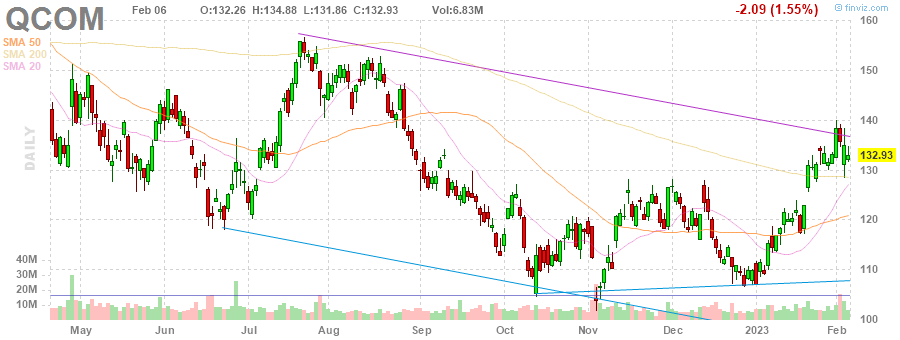 QCOM
Feb 06
O:132.26 H:134.88 L:131.86 C:132.93 Vol:6.83M
-2.09 (1.55%)
© finviz.com
SMA 50
SMA 200
SMA 20
DAILY
160
150
140
132.93
130
120
110
100
40M
30M
20M
10M
May Jun Jul Aug Sep Oct Nov Dec 2023 Feb